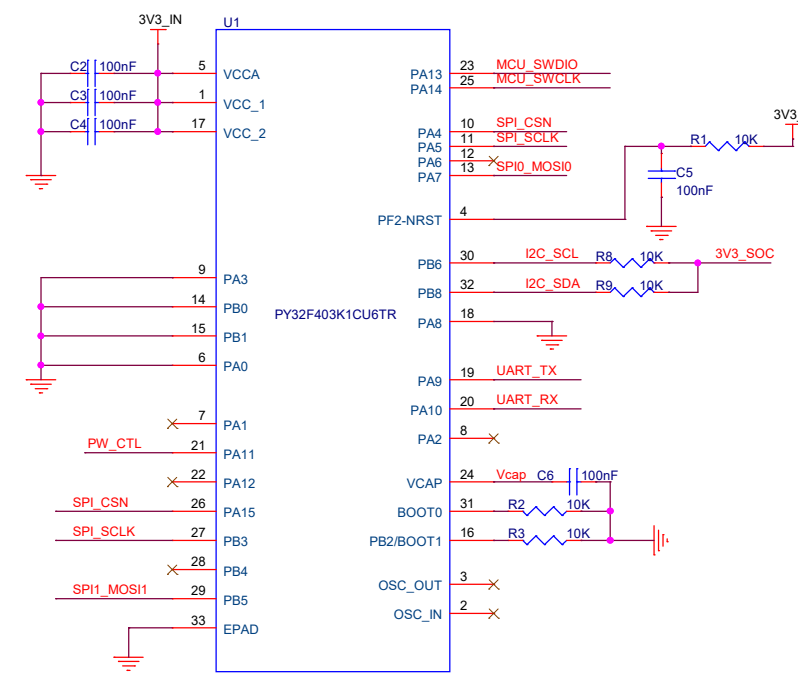 3V3_IN
U1
C2 100nF
5 VCCA
C3 100nF
1 VCC_1
C4 100nF
17 VCC_2
PA13 23 MCU_SWDIO
PA14 25 MCU_SWCLK
PA4 10 SPI_CSN
PA5 11 SPI_SCLK
PA6 12
PA7 13 SPI0_MOSI0
3V3_
R1 10K
C5
100nF
PF2-NRST 4
PB6 30 I2C_SCL R8 10K 3V3_SOC
PB8 32 I2C_SDA R9 10K
PA8 18
9 PA3
14 PB0
15 PB1
6 PA0
PY32F403K1CU6TR
PA9 19 UART_TX
PA10 20 UART_RX
PA2 8
7 PA1
PW_CTL 21 PA11
22 PA12
SPI_CSN 26 PA15
SPI_SCLK 27 PB3
28 PB4
SPI1_MOSI1 29 PB5
33 EPAD
VCAP 24 Vcap C6 100nF
BOOT0 31 R2 10K
PB2/BOOT1 16 R3 10K
OSC_OUT 3
OSC_IN 2